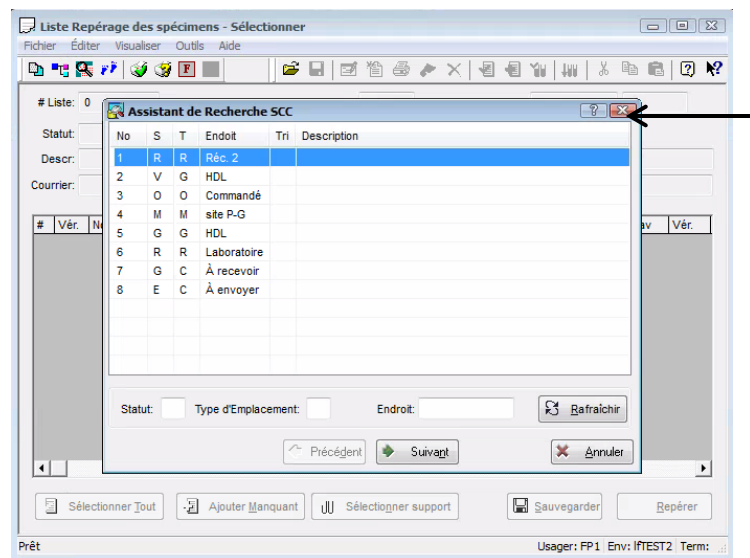 Liste Repérage des spécimens - Sélectionner
Fichier Éditer Visualiser Outils Aide
F
# Liste: 0
Assistant de Recherche SCC
Statut:
Descr:
Courrier:
No S T Endoit Tri Description
1 R R Réc. 2
2 V G HDL
3 O O Commandé
4 M M site P-G
5 G G HDL
6 R R Laboratoire
7 G C À recevoir
8 E C À envoyer
# Vér. Vér.
Statut: Type d'Emplacement: Endroit: Rafraîchir
Précédent Suivant Annuler
Sélectionner Tout Ajouter Manquant Sélectionner support Sauvegarder Repérer
Prêt Usager: FP1 Env: lfTEST2 Term: